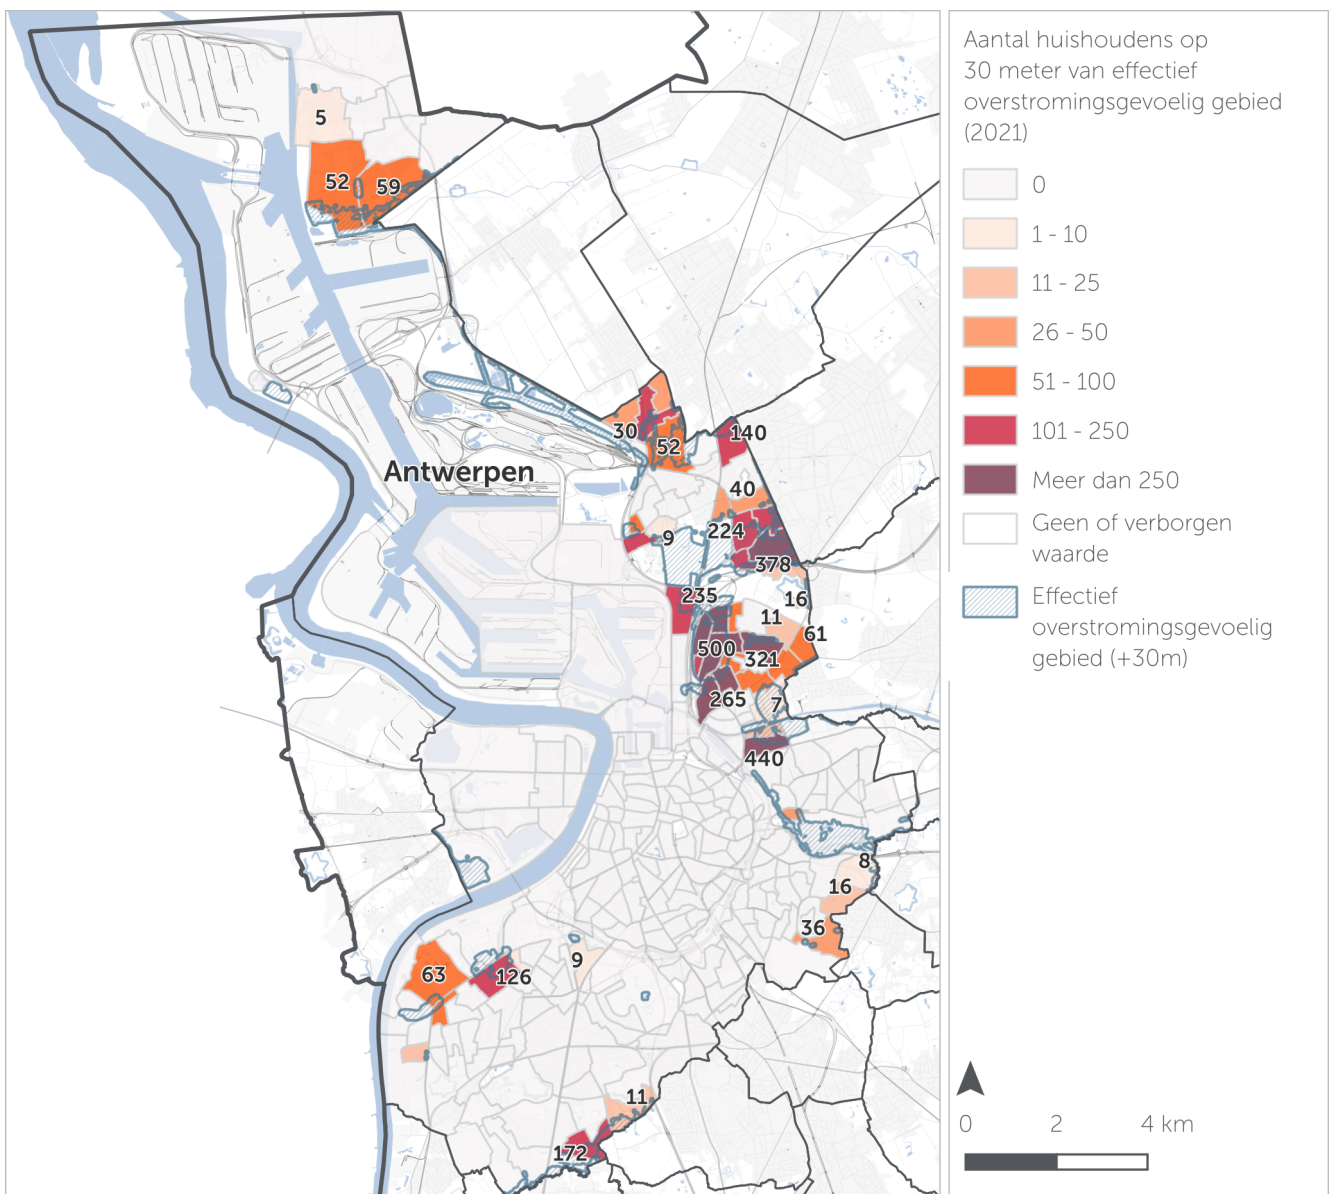 5
52
59
30
52
140
Antwerpen
40
9
224
378
235
16
11
61
500
321
265
7
440
8
16
36
63
126
9
11
172
Aantal huishoudens op
30 meter van effectief
overstromingsgevoelig gebied
(2021)
0
1 - 10
11 - 25
26 - 50
51 - 100
101 - 250
Meer dan 250
Geen of verborgen
waarde
Effectief
overstromingsgevoelig
gebied (+30m)
0 2 4 km